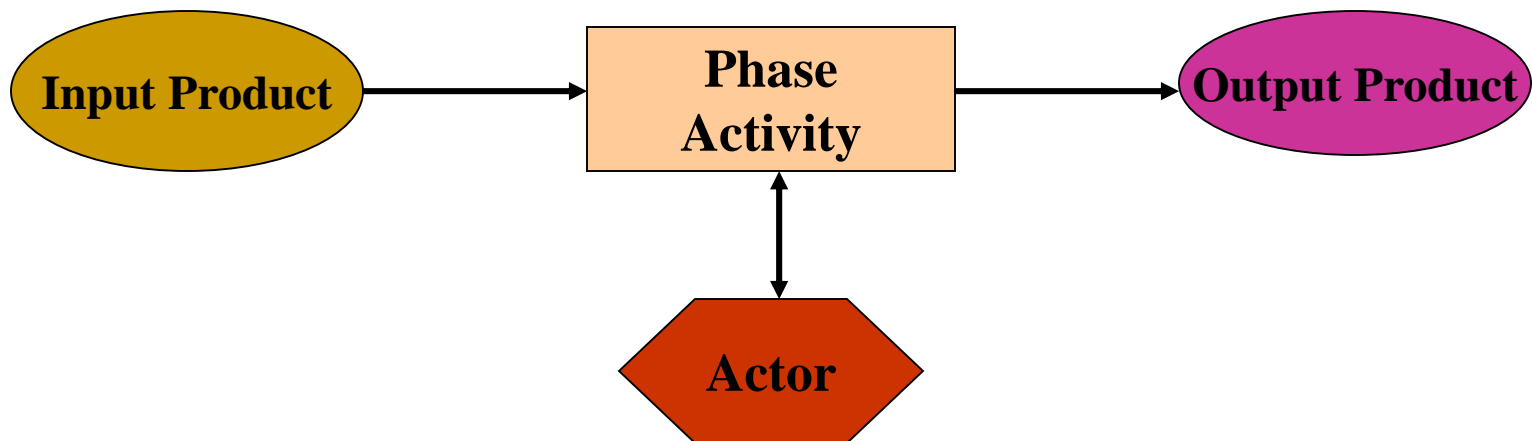 Input Product
Phase
Activity
Output Product
Actor